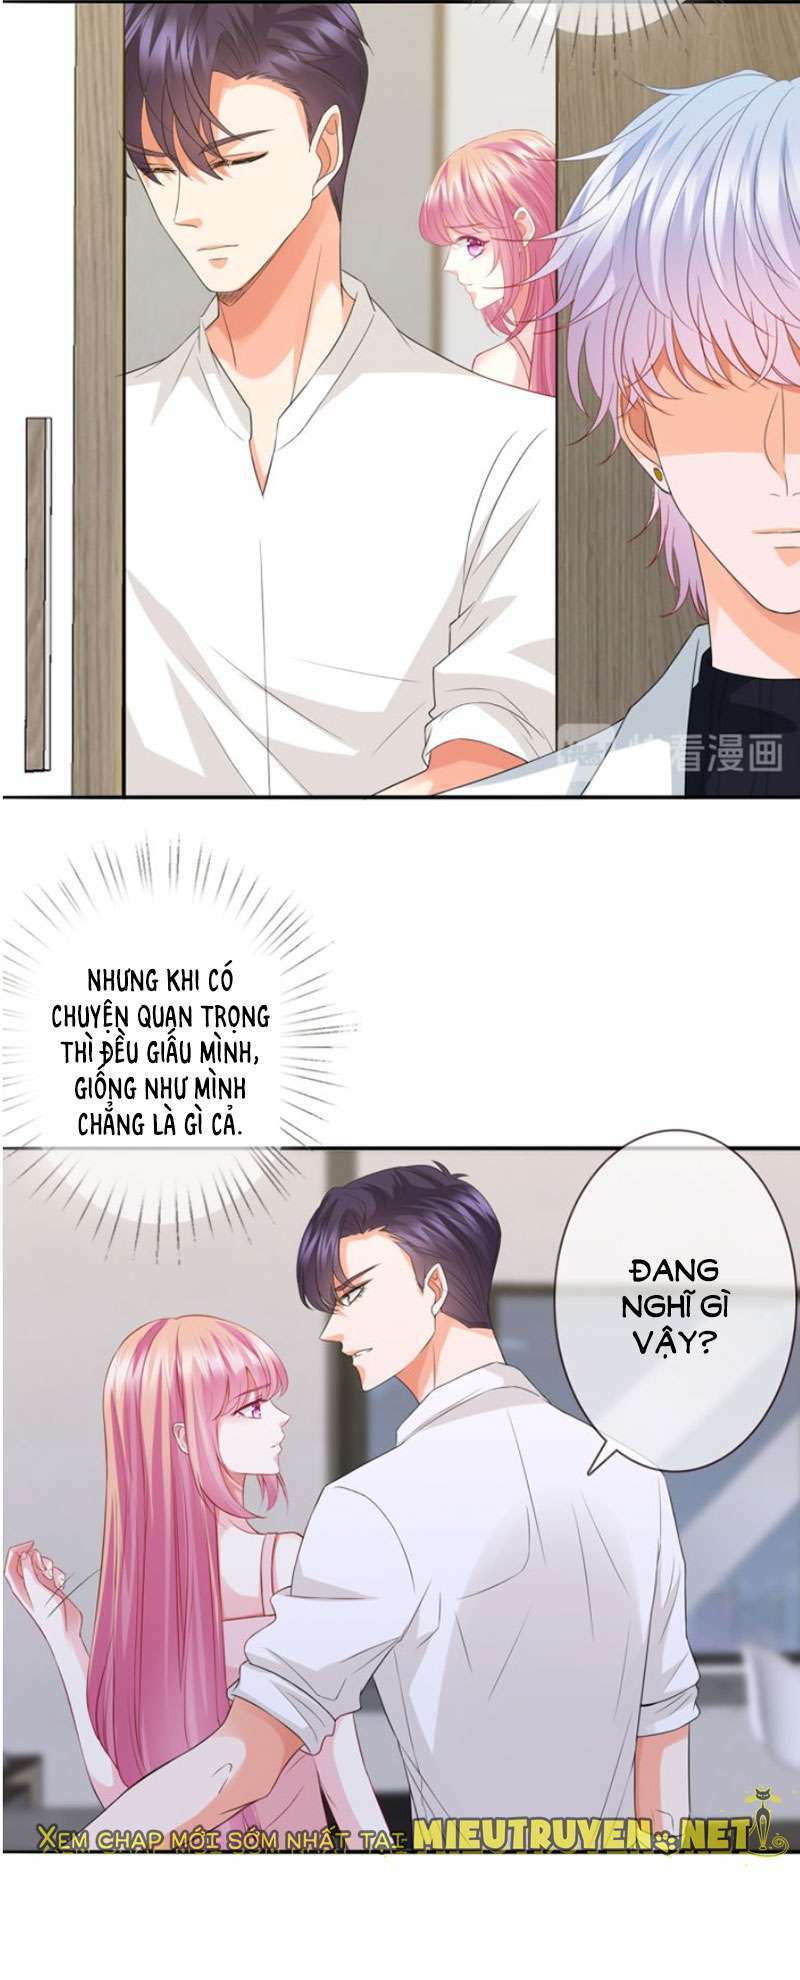 看漫画
NHƯNG KHI CÓ
CHUYỆN QUAN TRỌNG
THÌ ĐỀU GIẤU MÌNH,
GIỐNG NHƯ MÌNH
CHẲNG LÀ GÌ CẢ.
ĐANG
NGHĨ GÌ
VẬY?
XEM CHAP MỚI SỚM NHẤT TẠI MIEUTRUYEN.NET